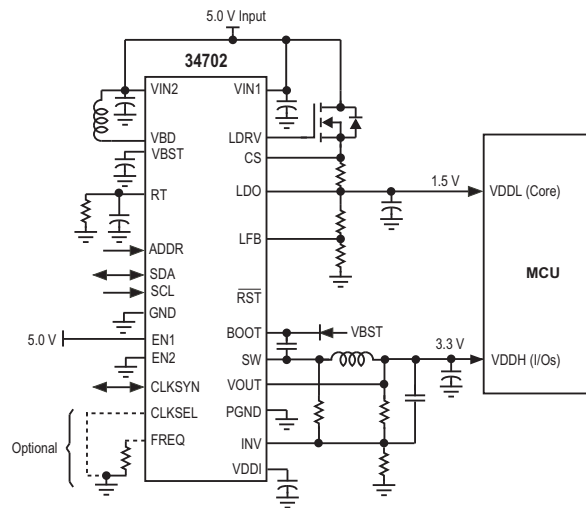 5.0 V Input
34702
VIN2
VIN1
VBD
LDRV
VBST
CS
RT
LDO
1.5 V
VDDL (Core)
ADDR
LFB
SDA
MCU
SCL
RST
GND
5.0 V
EN1
BOOT
VBST
EN2
SW
3.3 V
VDDH (I/Os)
CLKSYN
VOUT
CLKSEL
PGND
Optional
FREQ
INV
VDDI